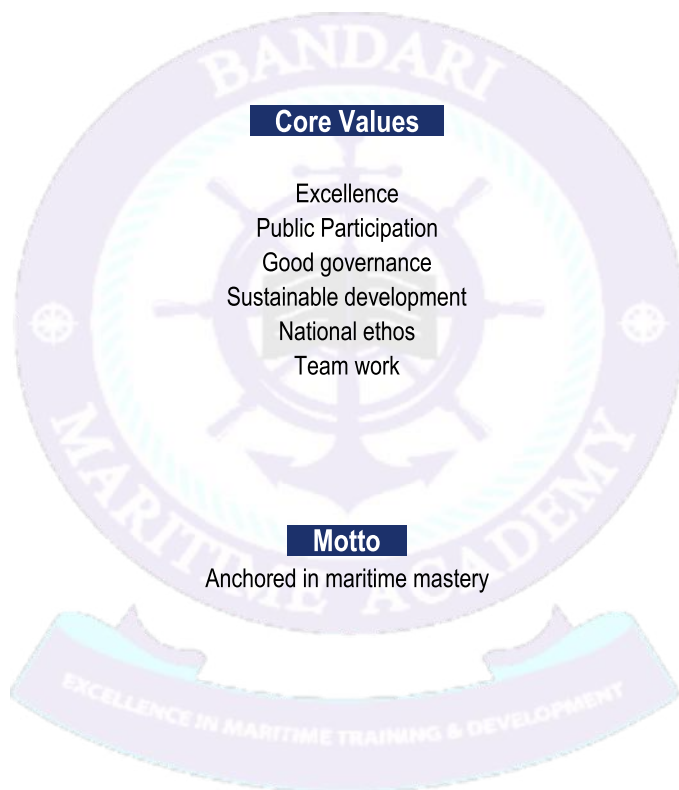 BANDARI
Core Values
Excellence
Public Participation
Good governance
Sustainable development
National ethos
Team work
MARITIME ACADEMY
Motto
Anchored in maritime mastery
EXCELLENCE IN MARITIME TRAINING & DEVELOPMENT